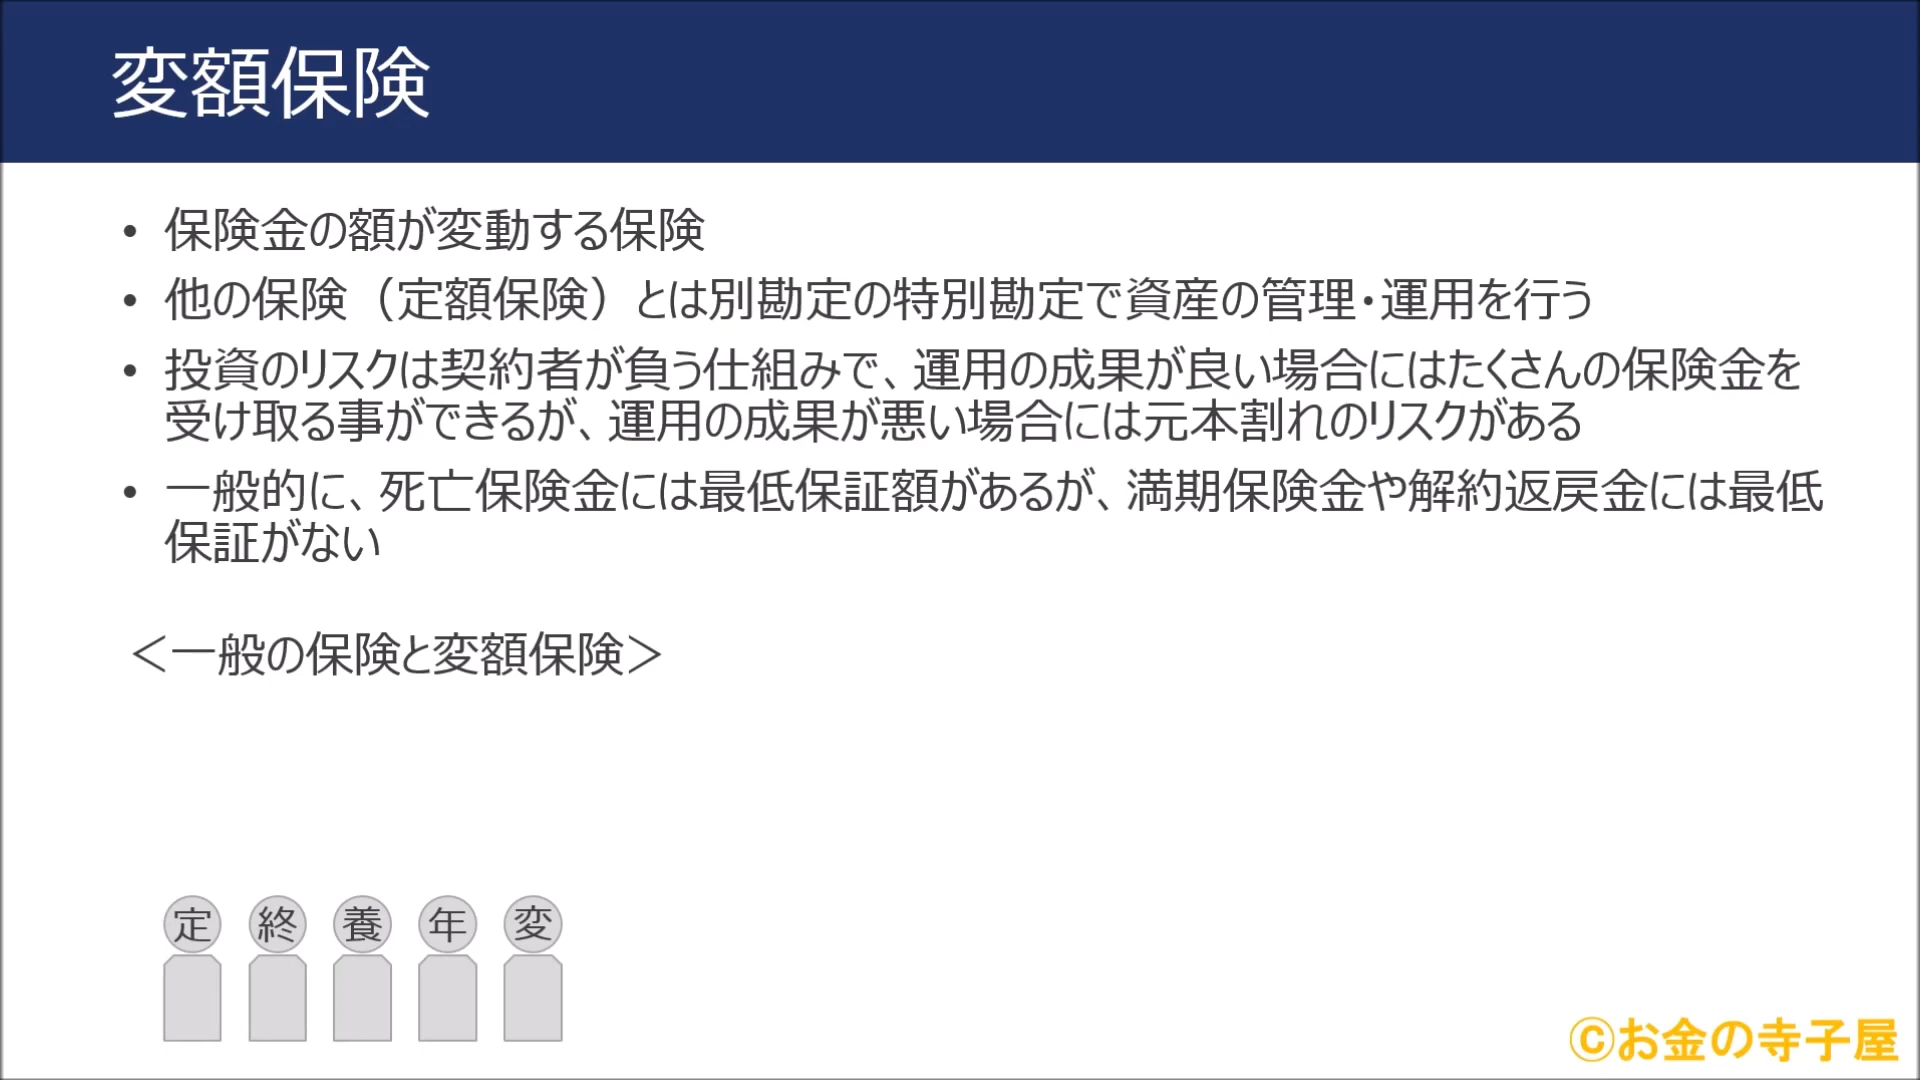 変額保険
• 保険金の額が変動する保険
• 他の保険（定額保険）とは別勘定の特別勘定で資産の管理・運用を行う
• 投資のリスクは契約者が負う仕組みで、運用の成果が良い場合にはたくさんの保険金を
受け取る事ができるが、運用の成果が悪い場合には元本割れのリスクがある
• 一般的に、死亡保険金には最低保証額があるが、満期保険金や解約返戻金には最低
保証がない
＜一般の保険と変額保険＞
定 終 養 年 変
©お金の寺子屋